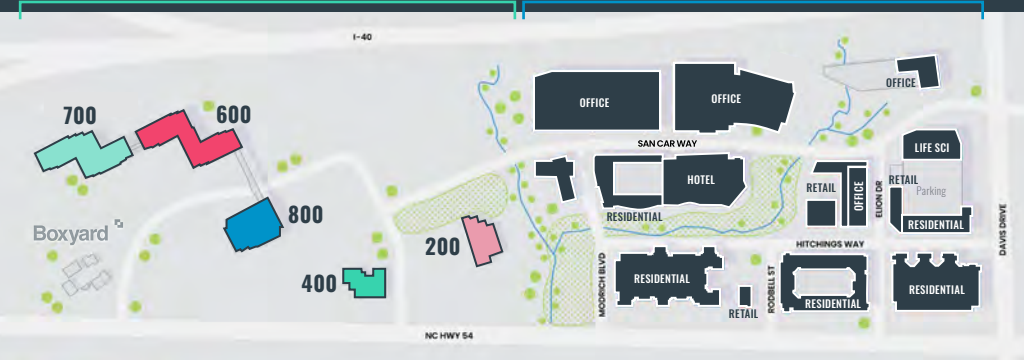 I-40
OFFICE
OFFICE
OFFICE
700
600
SAN CAR WAY
LIFE SCI
HOTEL
RETAIL
OFFICE
ELION DR
RETAIL
Parking
800
RESIDENTIAL
RESIDENTIAL
Boxyard
200
HITCHINGS WAY
DAVIS DRIVE
400
MODRICH BLVD
RESIDENTIAL
RODBELL ST
RESIDENTIAL
RESIDENTIAL
RETAIL
NC HWY 54